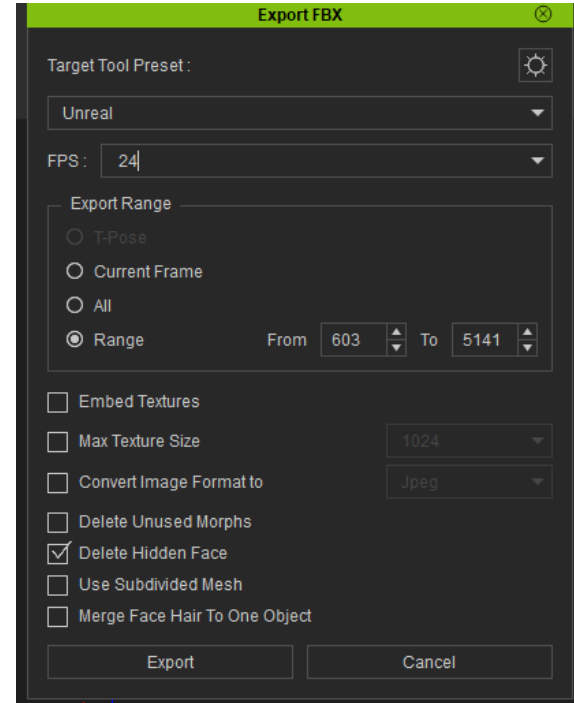 Export FBX
Target Tool Preset :
Unreal
FPS : 24
Export Range
T-Pose
Current Frame
All
Range From 603 To 5141
Embed Textures
Max Texture Size 1024
Convert Image Format to Jpeg
Delete Unused Morphs
Delete Hidden Face
Use Subdivided Mesh
Merge Face Hair To One Object
Export Cancel